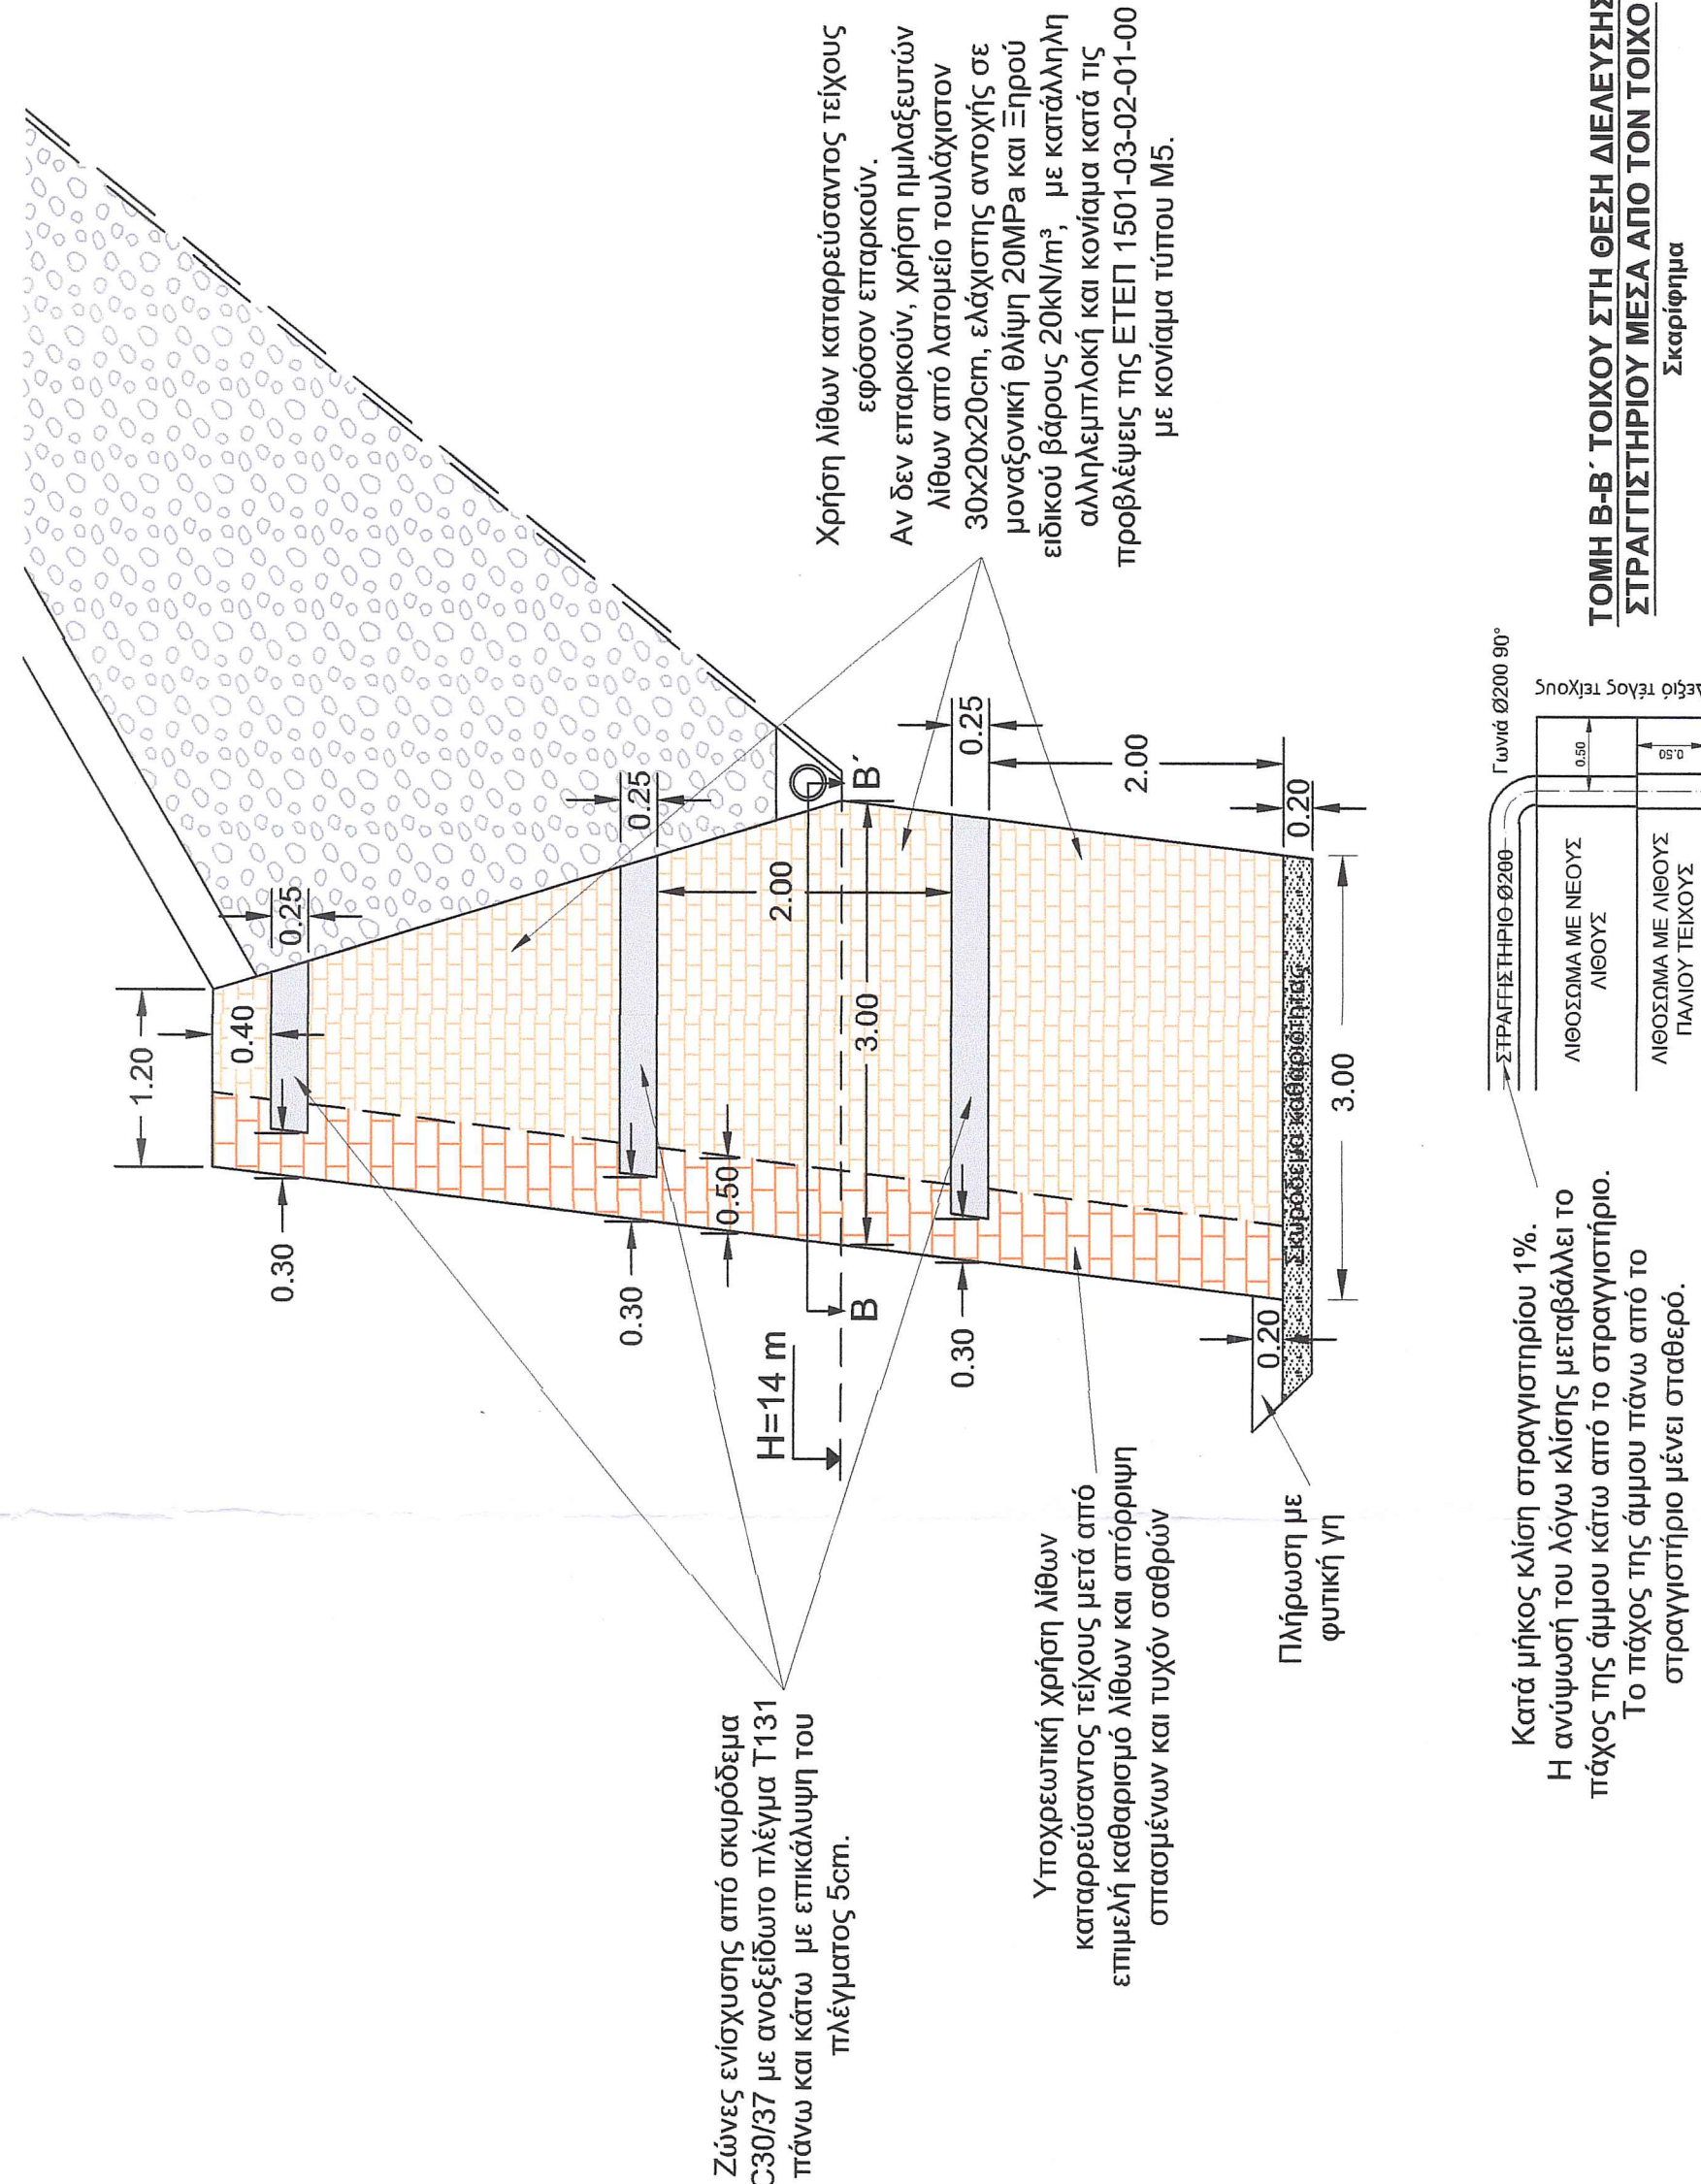 Χρήση λίθων καταρρεύσαντος τείχους
εφόσον επαρκούν.
Αν δεν επαρκούν, χρήση ημιλαξευτών
λίθων από λατομείο τουλάχιστον
30x20x20cm, ελάχιστης αντοχής σε
μοναξονική θλίψη 20MPa και Ξηρού
ειδικού βάρους 20kN/m³, με κατάλληλη
αλληλεμπλοκή και κονίαμα κατά τις
προβλέψεις της ΕΤΕΠ 1501-03-02-01-00
με κονίαμα τύπου Μ5.
1.20
0.40
0.25
0.30
0.25
0.30
0.50
2.00
3.00
H=14 m
B
B´
0.25
0.30
2.00
0.20
0.20
Σκυρόδεμα καθαριότητας
3.00
Ζώνες ενίσχυσης από σκυρόδεμα
C30/37 με ανοξείδωτο πλέγμα Τ131
πάνω και κάτω με επικάλυψη του
πλέγματος 5cm.
Υποχρεωτική χρήση λίθων
καταρρεύσαντος τείχους μετά από
επιμελή καθαρισμό λίθων και απόρριψη
σπασμένων και τυχόν σαθρών
Πλήρωση με
φυτική γη
Κατά μήκος κλίση στραγγιστηρίου 1%.
Η ανύψωσή του λόγω κλίσης μεταβάλλει το
πάχος της άμμου κάτω από το στραγγιστήριο.
Το πάχος της άμμου πάνω από το
στραγγιστήριο μένει σταθερό.
ΣΤΡΑΓΓΙΣΤΗΡΙΟ Ø200
Γωνιά Ø200 90°
ΛΙΘΟΣΩΜΑ ΜΕ ΝΕΟΥΣ
ΛΙΘΟΥΣ
0.50
ΛΙΘΟΣΩΜΑ ΜΕ ΛΙΘΟΥΣ
ΠΑΛΙΟΥ ΤΕΙΧΟΥΣ
0.50
Δεξιό τέλος τείχους
ΤΟΜΗ Β-Β´ ΤΟΙΧΟΥ ΣΤΗ ΘΕΣΗ ΔΙΕΛΕΥΣΗΣ
ΣΤΡΑΓΓΙΣΤΗΡΙΟΥ ΜΕΣΑ ΑΠΟ ΤΟΝ ΤΟΙΧΟ
Σκαρίφημα